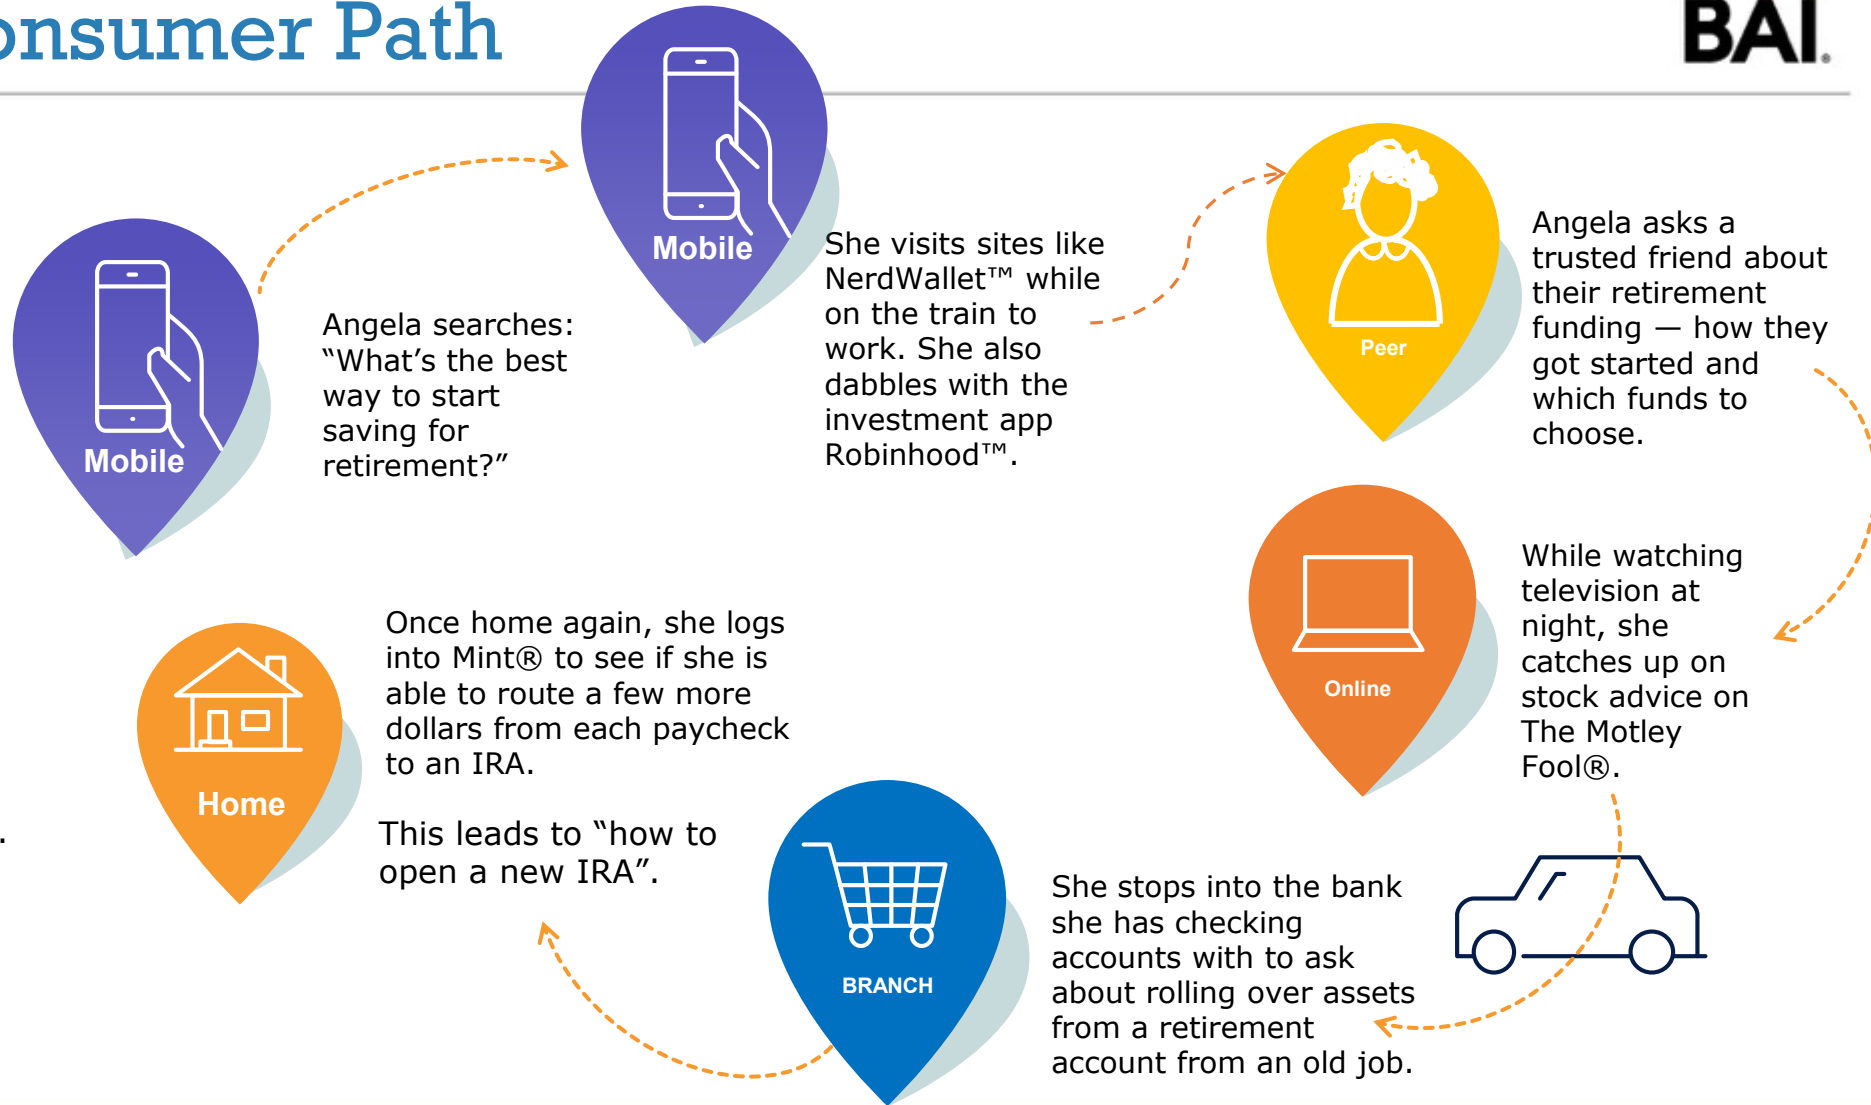 onsumer Path
BAI.
Mobile
Angela searches:
“What’s the best
way to start
saving for
retirement?”
Mobile
She visits sites like
NerdWallet™ while
on the train to
work. She also
dabbles with the
investment app
Robinhood™.
Peer
Angela asks a
trusted friend about
their retirement
funding — how they
got started and
which funds to
choose.
Online
While watching
television at
night, she
catches up on
stock advice on
The Motley
Fool®.
BRANCH
She stops into the bank
she has checking
accounts with to ask
about rolling over assets
from a retirement
account from an old job.
Home
Once home again, she logs
into Mint® to see if she is
able to route a few more
dollars from each paycheck
to an IRA.
This leads to “how to
open a new IRA”.
.